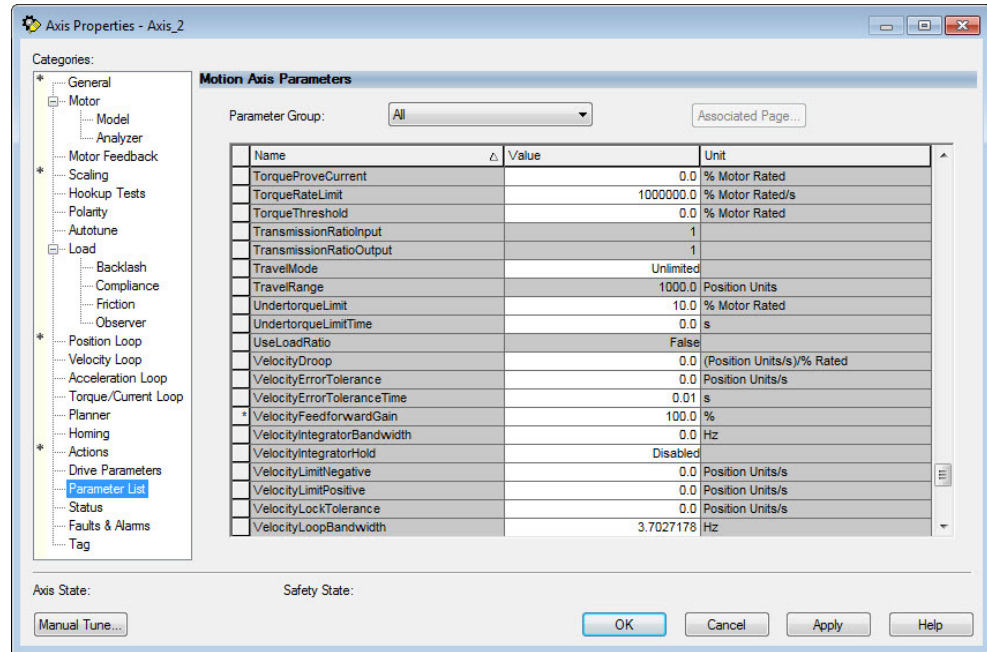 Axis Properties - Axis_2
Categories:
* General
Motor
Model
Analyzer
Motor Feedback
* Scaling
Hookup Tests
Polarity
Autotune
Load
Backlash
Compliance
Friction
Observer
* Position Loop
Velocity Loop
Acceleration Loop
Torque/Current Loop
Planner
Homing
* Actions
Drive Parameters
Parameter List
Status
Faults & Alarms
Tag
Motion Axis Parameters
Parameter Group: All Associated Page...
Name Value Unit
TorqueProveCurrent 0.0 % Motor Rated
TorqueRateLimit 1000000.0 % Motor Rated/s
TorqueThreshold 0.0 % Motor Rated
TransmissionRatioInput 1
TransmissionRatioOutput 1
TravelMode Unlimited
TravelRange 1000.0 Position Units
UndertorqueLimit 10.0 % Motor Rated
UndertorqueLimitTime 0.0 s
UseLoadRatio False
VelocityDroop 0.0 (Position Units/s)/% Rated
VelocityErrorTolerance 0.0 Position Units/s
VelocityErrorToleranceTime 0.01 s
* VelocityFeedforwardGain 100.0 %
VelocityIntegratorBandwidth 0.0 Hz
VelocityIntegratorHold Disabled
VelocityLimitNegative 0.0 Position Units/s
VelocityLimitPositive 0.0 Position Units/s
VelocityLockTolerance 0.0 Position Units/s
VelocityLoopBandwidth 3.7027178 Hz
Axis State: Safety State:
Manual Tune... OK Cancel Apply Help